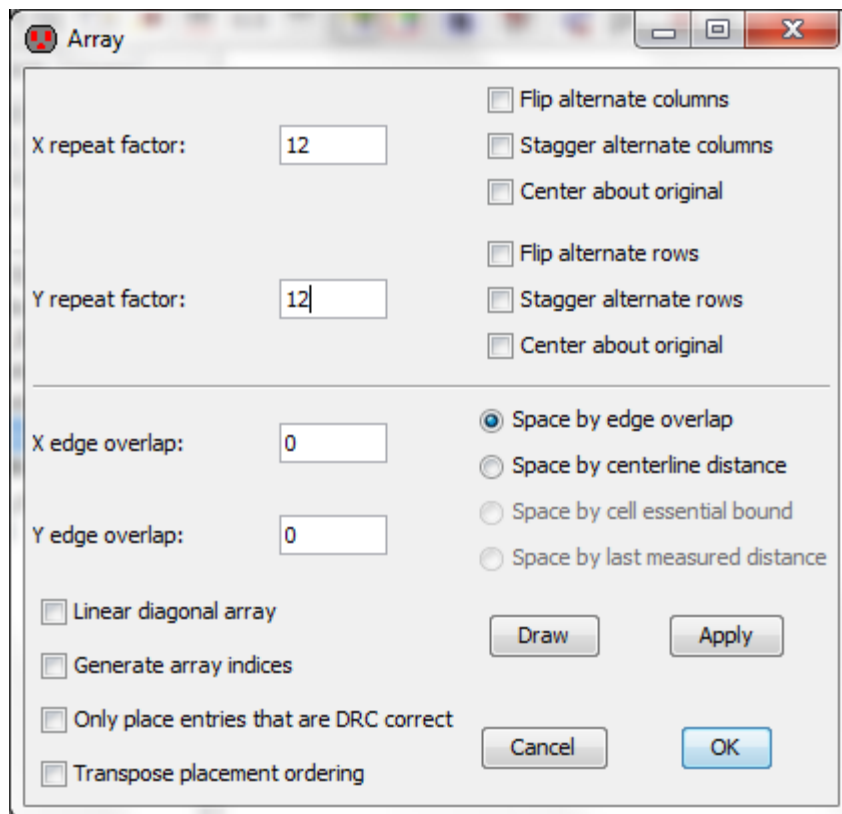 Array
Flip alternate columns
X repeat factor: 12
Stagger alternate columns
Center about original
Flip alternate rows
Y repeat factor: 12
Stagger alternate rows
Center about original
Space by edge overlap
X edge overlap: 0
Space by centerline distance
Space by cell essential bound
Y edge overlap: 0
Space by last measured distance
Linear diagonal array
Draw Apply
Generate array indices
Only place entries that are DRC correct
Cancel OK
Transpose placement ordering